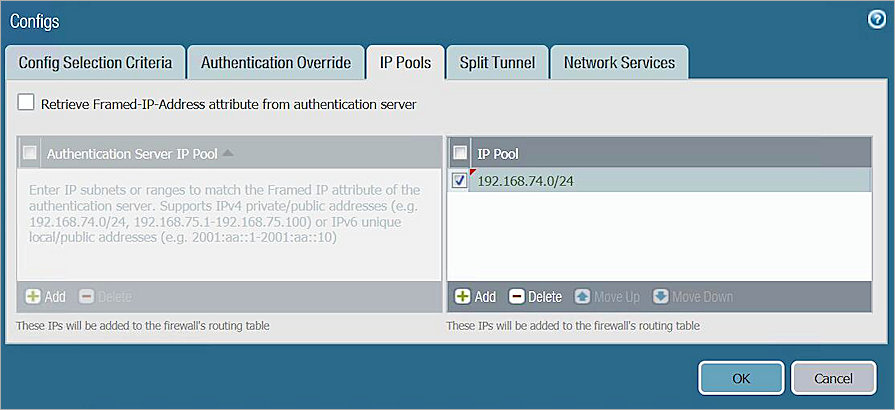 Configs
Config Selection Criteria
Authentication Override
IP Pools
Split Tunnel
Network Services
Retrieve Framed-IP-Address attribute from authentication server
Authentication Server IP Pool
Enter IP subnets or ranges to match the Framed IP attribute of the
authentication server. Supports IPv4 private/public addresses (e.g.
192.168.74.0/24, 192.168.75.1-192.168.75.100) or IPv6 unique
local/public addresses (e.g. 2001:aa::1-2001:aa::10)
Add
Delete
These IPs will be added to the firewall's routing table
IP Pool
192.168.74.0/24
Add
Delete
Move Up
Move Down
These IPs will be added to the firewall's routing table
OK
Cancel